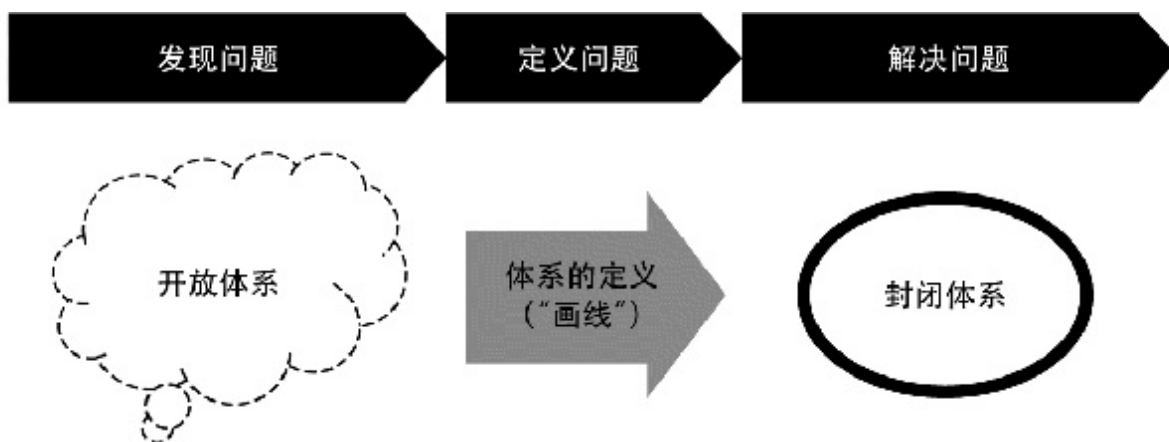 发现问题
定义问题
解决问题
开放体系
体系的定义
（“画线”）
封闭体系